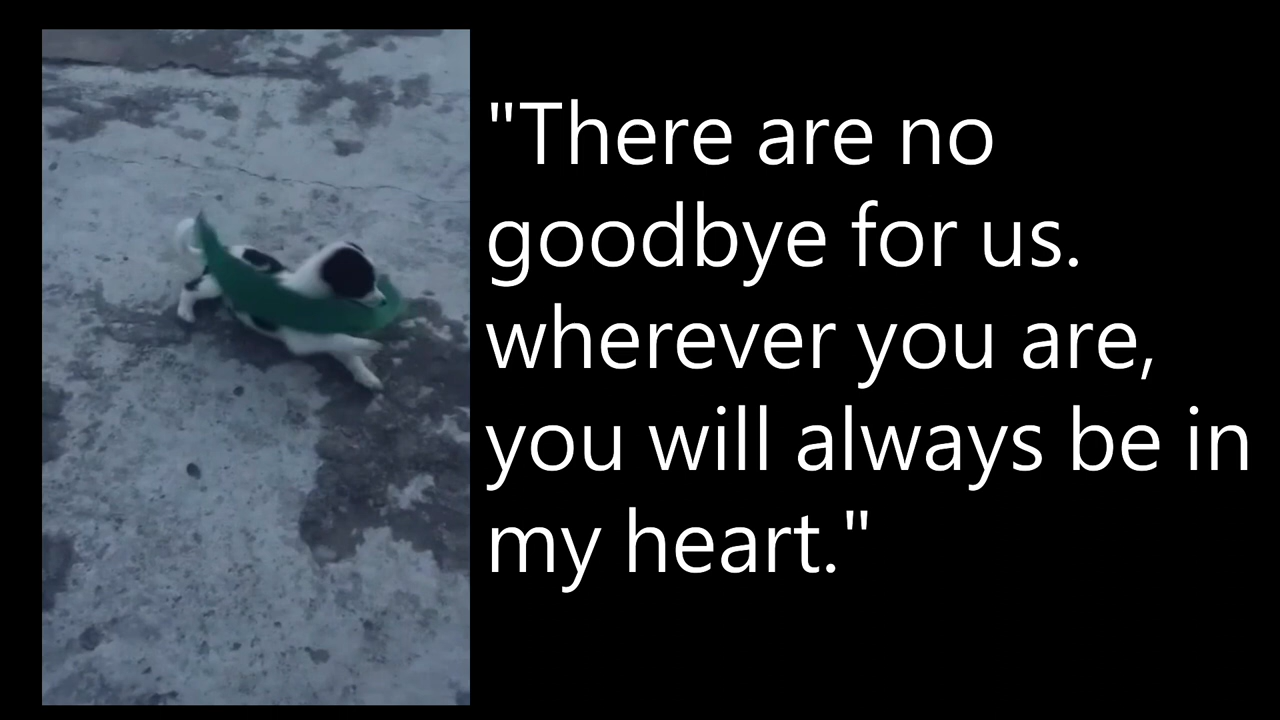 "There are no
goodbye for us.
wherever you are,
you will always be in
my heart."